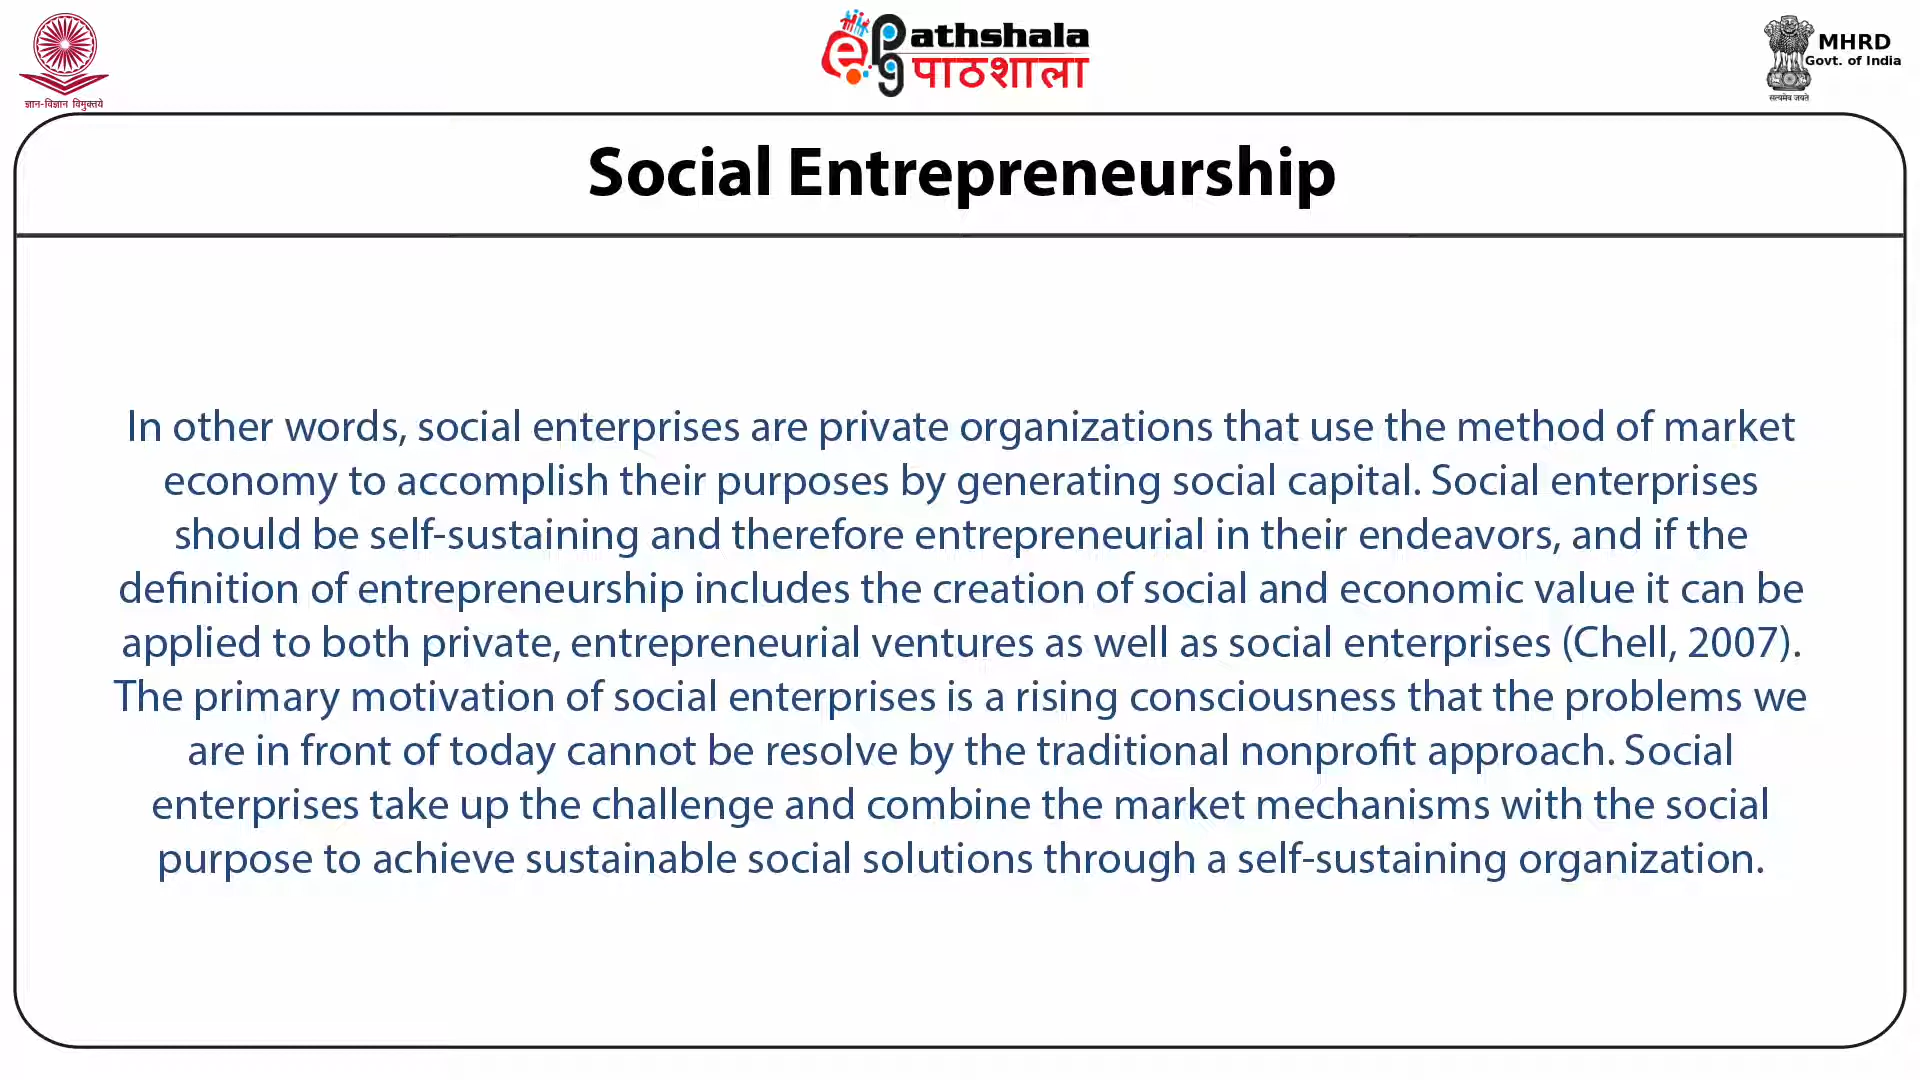 ज्ञान-विज्ञान विमुक्तये
ePathshala
पाठशाला
MHRD
Govt. of India
सत्यमेव जयते
Social Entrepreneurship
In other words, social enterprises are private organizations that use the method of market
economy to accomplish their purposes by generating social capital. Social enterprises
should be self-sustaining and therefore entrepreneurial in their endeavors, and if the
definition of entrepreneurship includes the creation of social and economic value it can be
applied to both private, entrepreneurial ventures as well as social enterprises (Chell, 2007).
The primary motivation of social enterprises is a rising consciousness that the problems we
are in front of today cannot be resolve by the traditional nonprofit approach. Social
enterprises take up the challenge and combine the market mechanisms with the social
purpose to achieve sustainable social solutions through a self-sustaining organization.